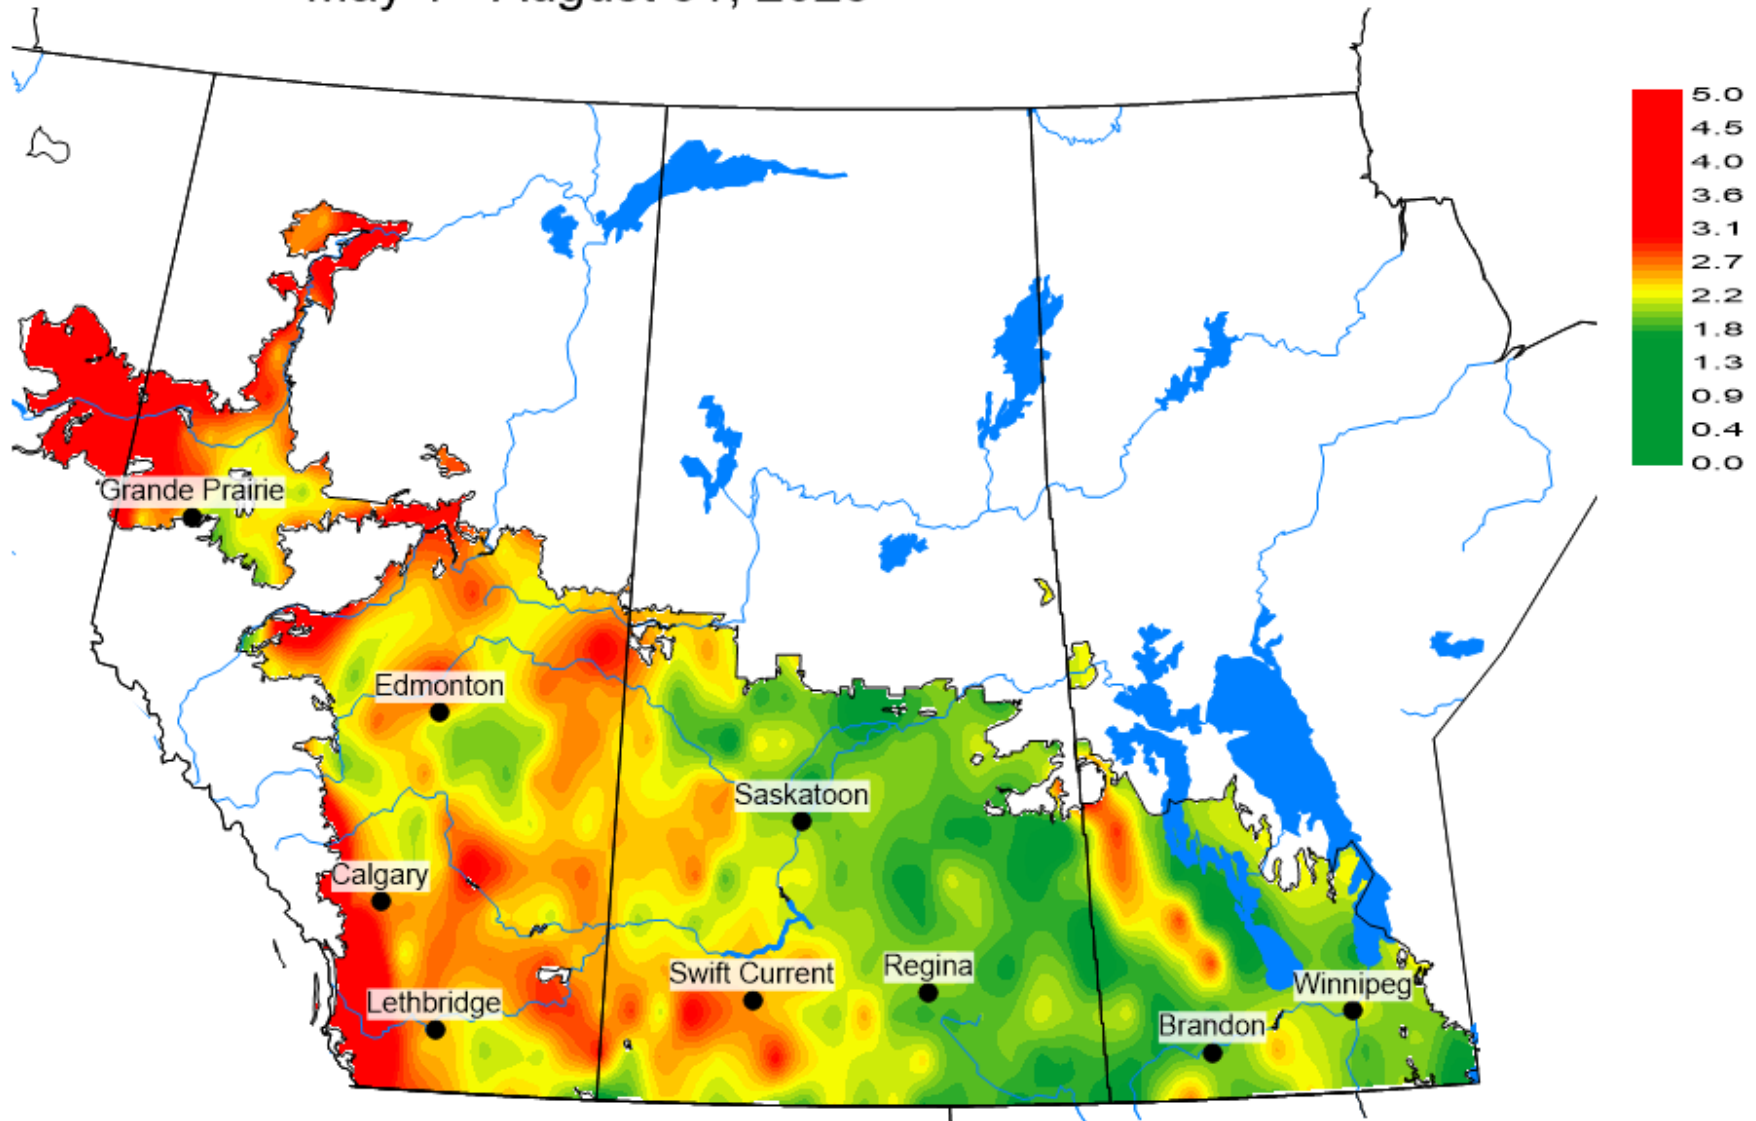 5.0
4.5
4.0
3.6
3.1
2.7
2.2
1.8
1.3
0.9
0.4
0.0
Grande Prairie
Edmonton
Saskatoon
Calgary
Regina
Swift Current
Winnipeg
Lethbridge
Brandon